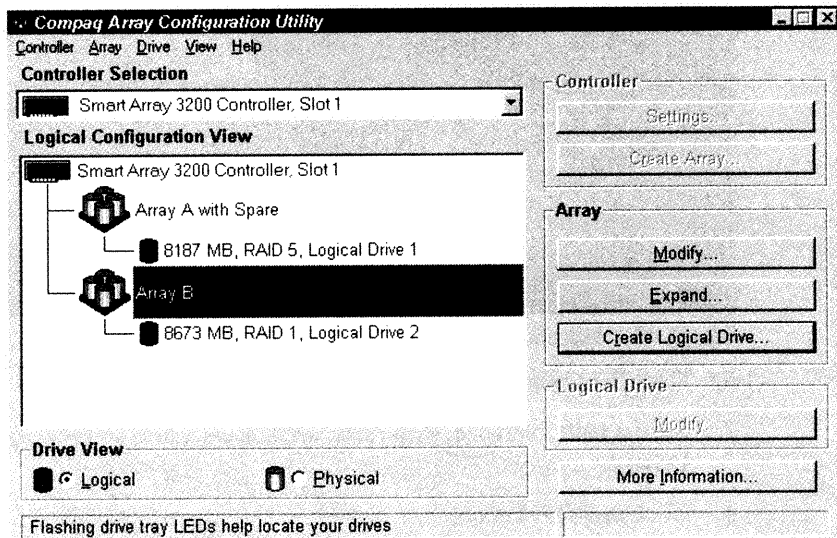 Compaq Array Configuration Utility
Controller Array Drive View Help
Controller Selection
Smart Array 3200 Controller, Slot 1
Logical Configuration View
Smart Array 3200 Controller, Slot 1
Array A with Spare
8187 MB, RAID 5, Logical Drive 1
Array B
8673 MB, RAID 1, Logical Drive 2
Drive View
Logical
Physical
Flashing drive tray LEDs help locate your drives
Controller
Settings...
Create Array...
Array
Modify...
Expand...
Create Logical Drive...
Logical Drive
Modify...
More Information...